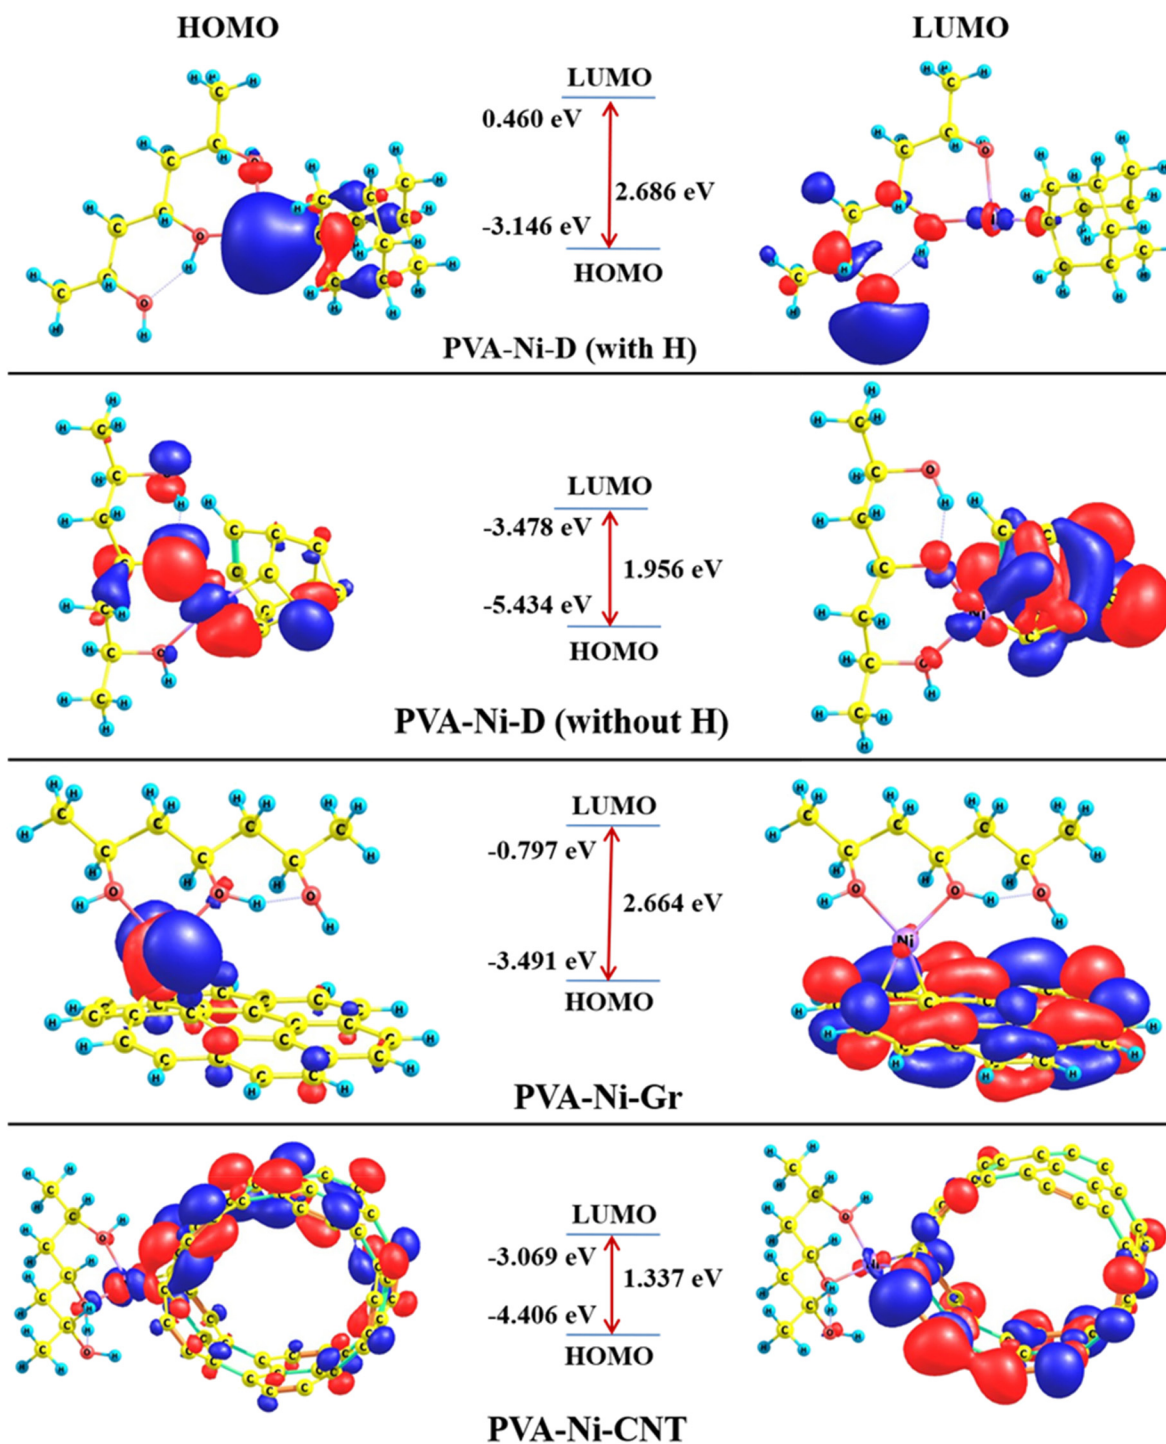 HOMO
LUMO
LUMO
0.460 eV
2.686 eV
-3.146 eV
HOMO
PVA-Ni-D (with H)
LUMO
-3.478 eV
1.956 eV
-5.434 eV
HOMO
PVA-Ni-D (without H)
LUMO
-0.797 eV
2.664 eV
-3.491 eV
HOMO
Ni
PVA-Ni-Gr
LUMO
-3.069 eV
1.337 eV
-4.406 eV
HOMO
PVA-Ni-CNT